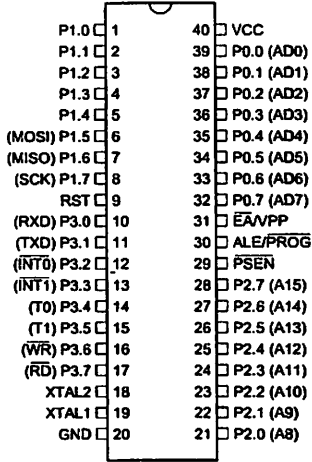 P1.0 1 40 VCC
P1.1 2 39 P0.0 (AD0)
P1.2 3 38 P0.1 (AD1)
P1.3 4 37 P0.2 (AD2)
P1.4 5 36 P0.3 (AD3)
(MOSI) P1.5 6 35 P0.4 (AD4)
(MISO) P1.6 7 34 P0.5 (AD5)
(SCK) P1.7 8 33 P0.6 (AD6)
RST 9 32 P0.7 (AD7)
(RXD) P3.0 10 31 E̅A̅/VPP
(TXD) P3.1 11 30 ALE/P̅R̅O̅G̅
(I̅N̅T̅0̅) P3.2 12 29 P̅S̅E̅N̅
(I̅N̅T̅1̅) P3.3 13 28 P2.7 (A15)
(T0) P3.4 14 27 P2.6 (A14)
(T1) P3.5 15 26 P2.5 (A13)
(W̅R̅) P3.6 16 25 P2.4 (A12)
(R̅D̅) P3.7 17 24 P2.3 (A11)
XTAL2 18 23 P2.2 (A10)
XTAL1 19 22 P2.1 (A9)
GND 20 21 P2.0 (A8)